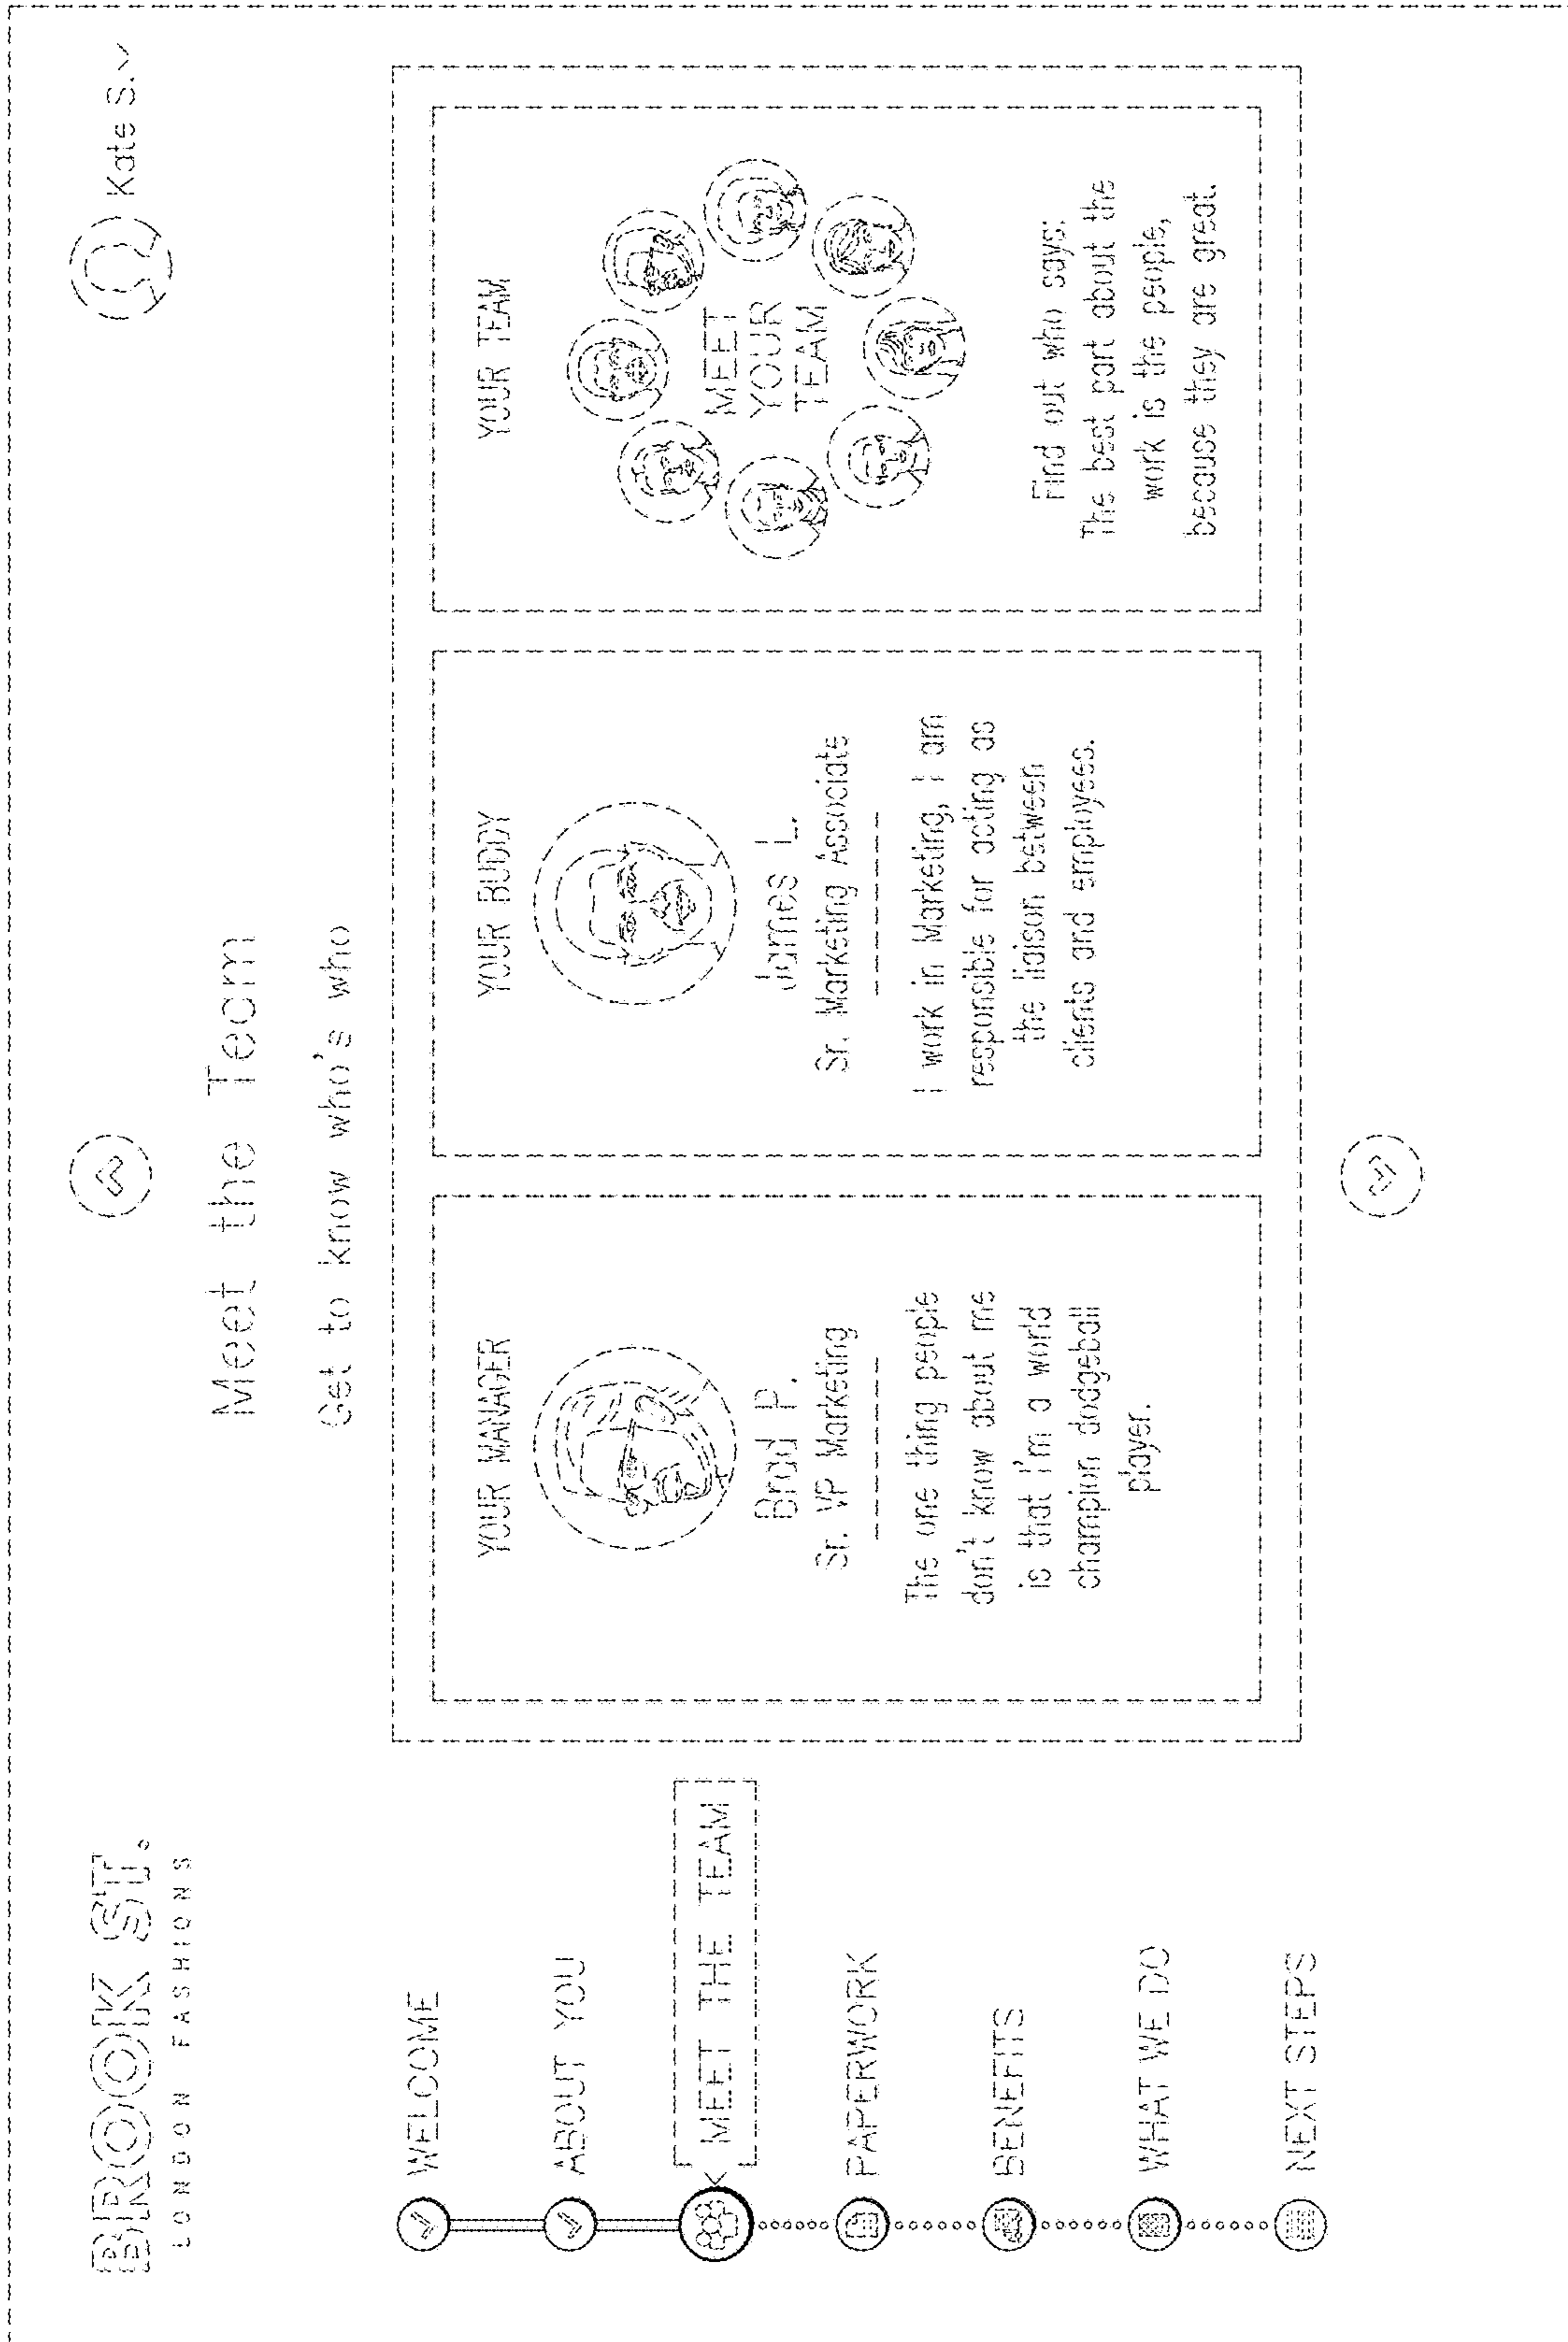 BROOK ST.
LONDON FASHIONS
Kate S.
Meet the Team
Get to know who's who
WELCOME
ABOUT YOU
MEET THE TEAM
PAPERWORK
BENEFITS
WHAT WE DO
NEXT STEPS
YOUR MANAGER
Brad P.
Sr. VP Marketing
The one thing people
don't know about me
is that I'm a world
champion dodgeball
player.
YOUR BUDDY
James L.
Sr. Marketing Associate
I work in Marketing, I am
responsible for acting as
the liaison between
clients and employees.
YOUR TEAM
MEET
YOUR
TEAM
Find out who says:
The best part about the
work is the people,
because they are great.